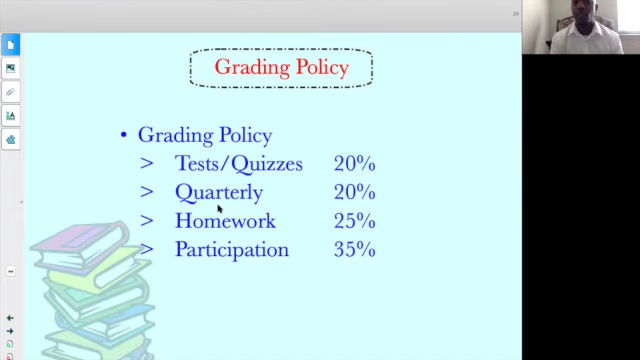 Grading Policy
• Grading Policy
> Tests/Quizzes 20%
> Quarterly 20%
> Homework 25%
> Participation 35%